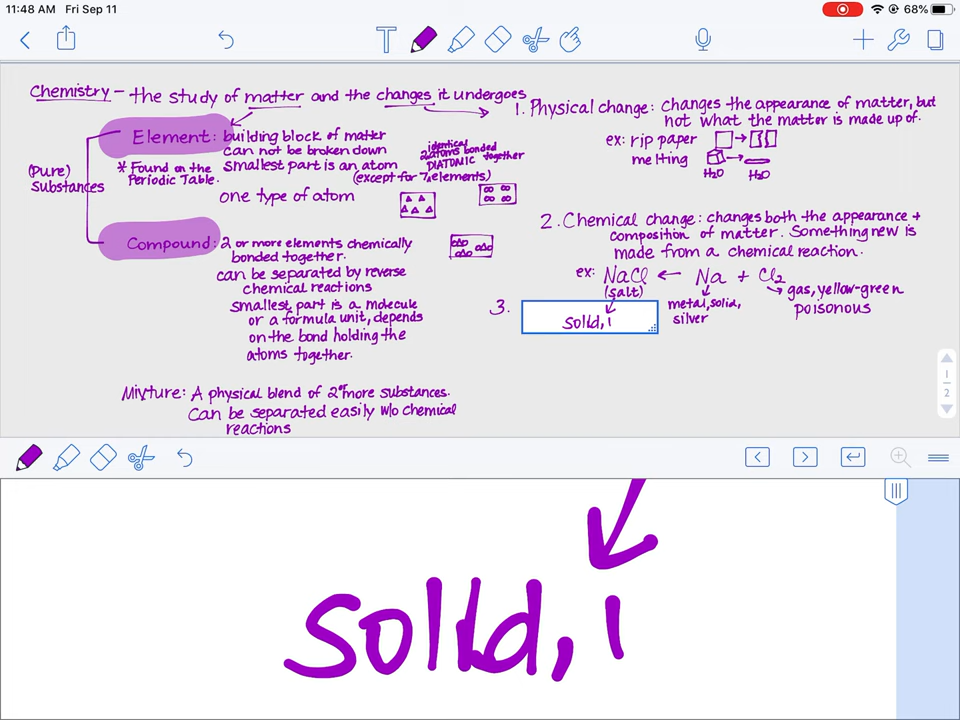 11:48 AM Fri Sep 11
68%
Chemistry – the study of matter and the changes it undergoes
Element: building block of matter
can not be broken down
smallest part is an atom
(except for 7 elements)
identical
2 atoms bonded together
DIATONIC
* Found on the
Periodic Table.
(Pure)
Substances
one type of atom
Compound: 2 or more elements chemically
bonded together.
can be separated by reverse
chemical reactions
smallest part is a molecule
or a formula unit, depends
on the bond holding the
atoms together.
Mixture: A physical blend of 2 or more substances.
Can be separated easily w/o chemical
reactions
1. Physical change: changes the appearance of matter, but
not what the matter is made up of.
ex: rip paper
melting
H2O H2O
2. Chemical change: changes both the appearance +
composition of matter. Something new is
made from a chemical reaction.
ex: NaCl ← Na + Cl2
(salt)
metal, solid,
silver
gas, yellow-green
poisonous
3.
solid, i
1
2
solid, i